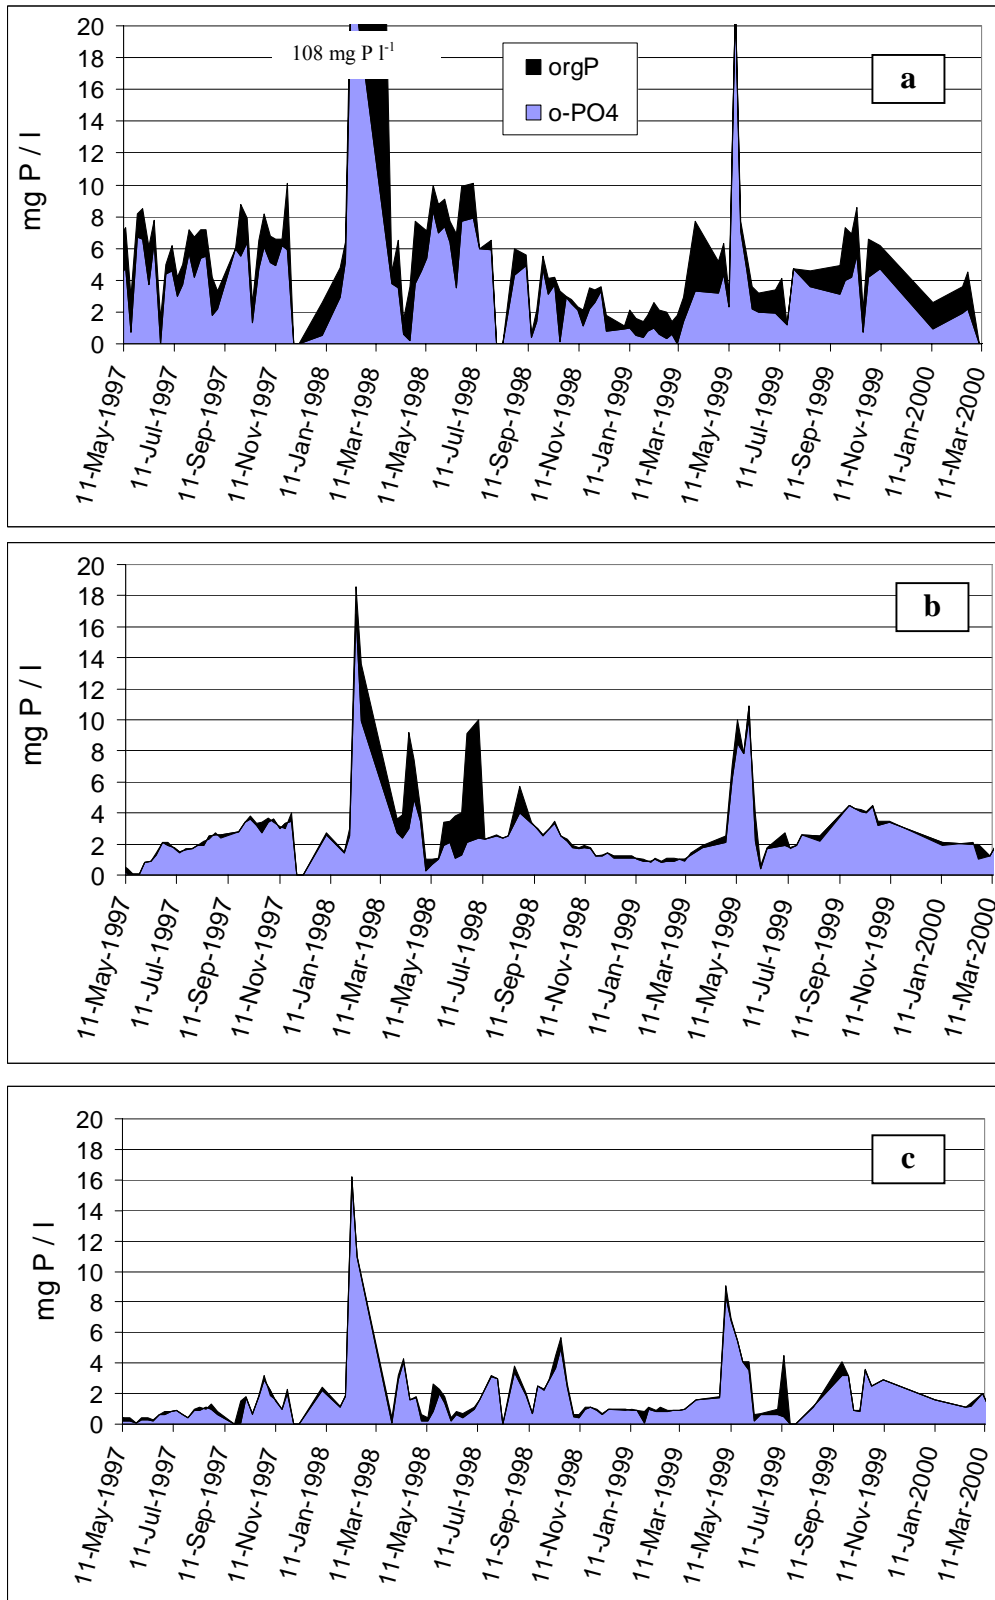 20
18
16
14
12
10
8
6
4
2
0
mg P / l
108 mg P l-1
orgP
o-PO4
a
11-May-1997
11-Jul-1997
11-Sep-1997
11-Nov-1997
11-Jan-1998
11-Mar-1998
11-May-1998
11-Jul-1998
11-Sep-1998
11-Nov-1998
11-Jan-1999
11-Mar-1999
11-May-1999
11-Jul-1999
11-Sep-1999
11-Nov-1999
11-Jan-2000
11-Mar-2000
20
18
16
14
12
10
8
6
4
2
0
mg P / l
b
11-May-1997
11-Jul-1997
11-Sep-1997
11-Nov-1997
11-Jan-1998
11-Mar-1998
11-May-1998
11-Jul-1998
11-Sep-1998
11-Nov-1998
11-Jan-1999
11-Mar-1999
11-May-1999
11-Jul-1999
11-Sep-1999
11-Nov-1999
11-Jan-2000
11-Mar-2000
20
18
16
14
12
10
8
6
4
2
0
mg P / l
c
11-May-1997
11-Jul-1997
11-Sep-1997
11-Nov-1997
11-Jan-1998
11-Mar-1998
11-May-1998
11-Jul-1998
11-Sep-1998
11-Nov-1998
11-Jan-1999
11-Mar-1999
11-May-1999
11-Jul-1999
11-Sep-1999
11-Nov-1999
11-Jan-2000
11-Mar-2000